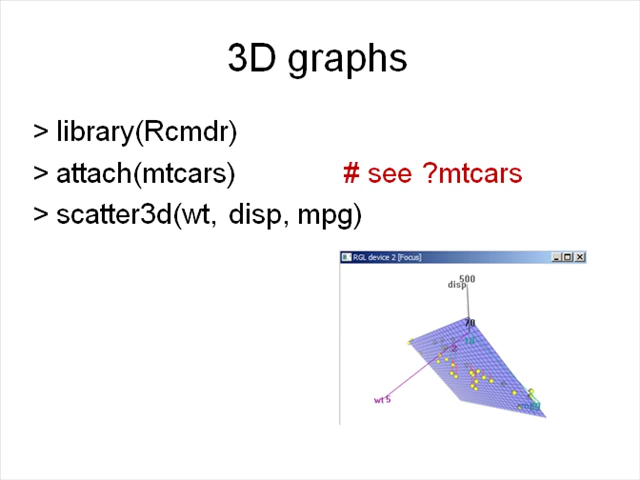 3D graphs
> library(Rcmdr)
> attach(mtcars) # see ?mtcars
> scatter3d(wt, disp, mpg)
RGL device 2 [Focus]
500
disp
70
2
wt 5